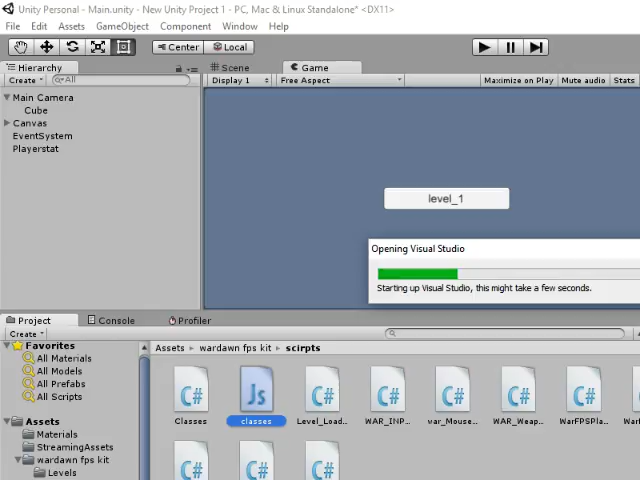 Unity Personal - Main.unity - New Unity Project 1 - PC, Mac & Linux Standalone* <DX11>
File Edit Assets GameObject Component Window Help
Center Local
Hierarchy
Scene Game
Create All
Display 1 Free Aspect Maximize on Play Mute audio Stats
Main Camera
Cube
Canvas
EventSystem
Playerstat
level_1
Opening Visual Studio
Starting up Visual Studio, this might take a few seconds.
Project Console Profiler
Create
Favorites
All Materials
All Models
All Prefabs
All Scripts
Assets
Materials
StreamingAssets
wardawn fps kit
Levels
Assets wardawn fps kit scirpts
C# Js C# C# C# C# C#
Classes classes Level_Load... WAR_INP... var_Mouse... WAR_Weap... WarFPSPla...
C# C# C#